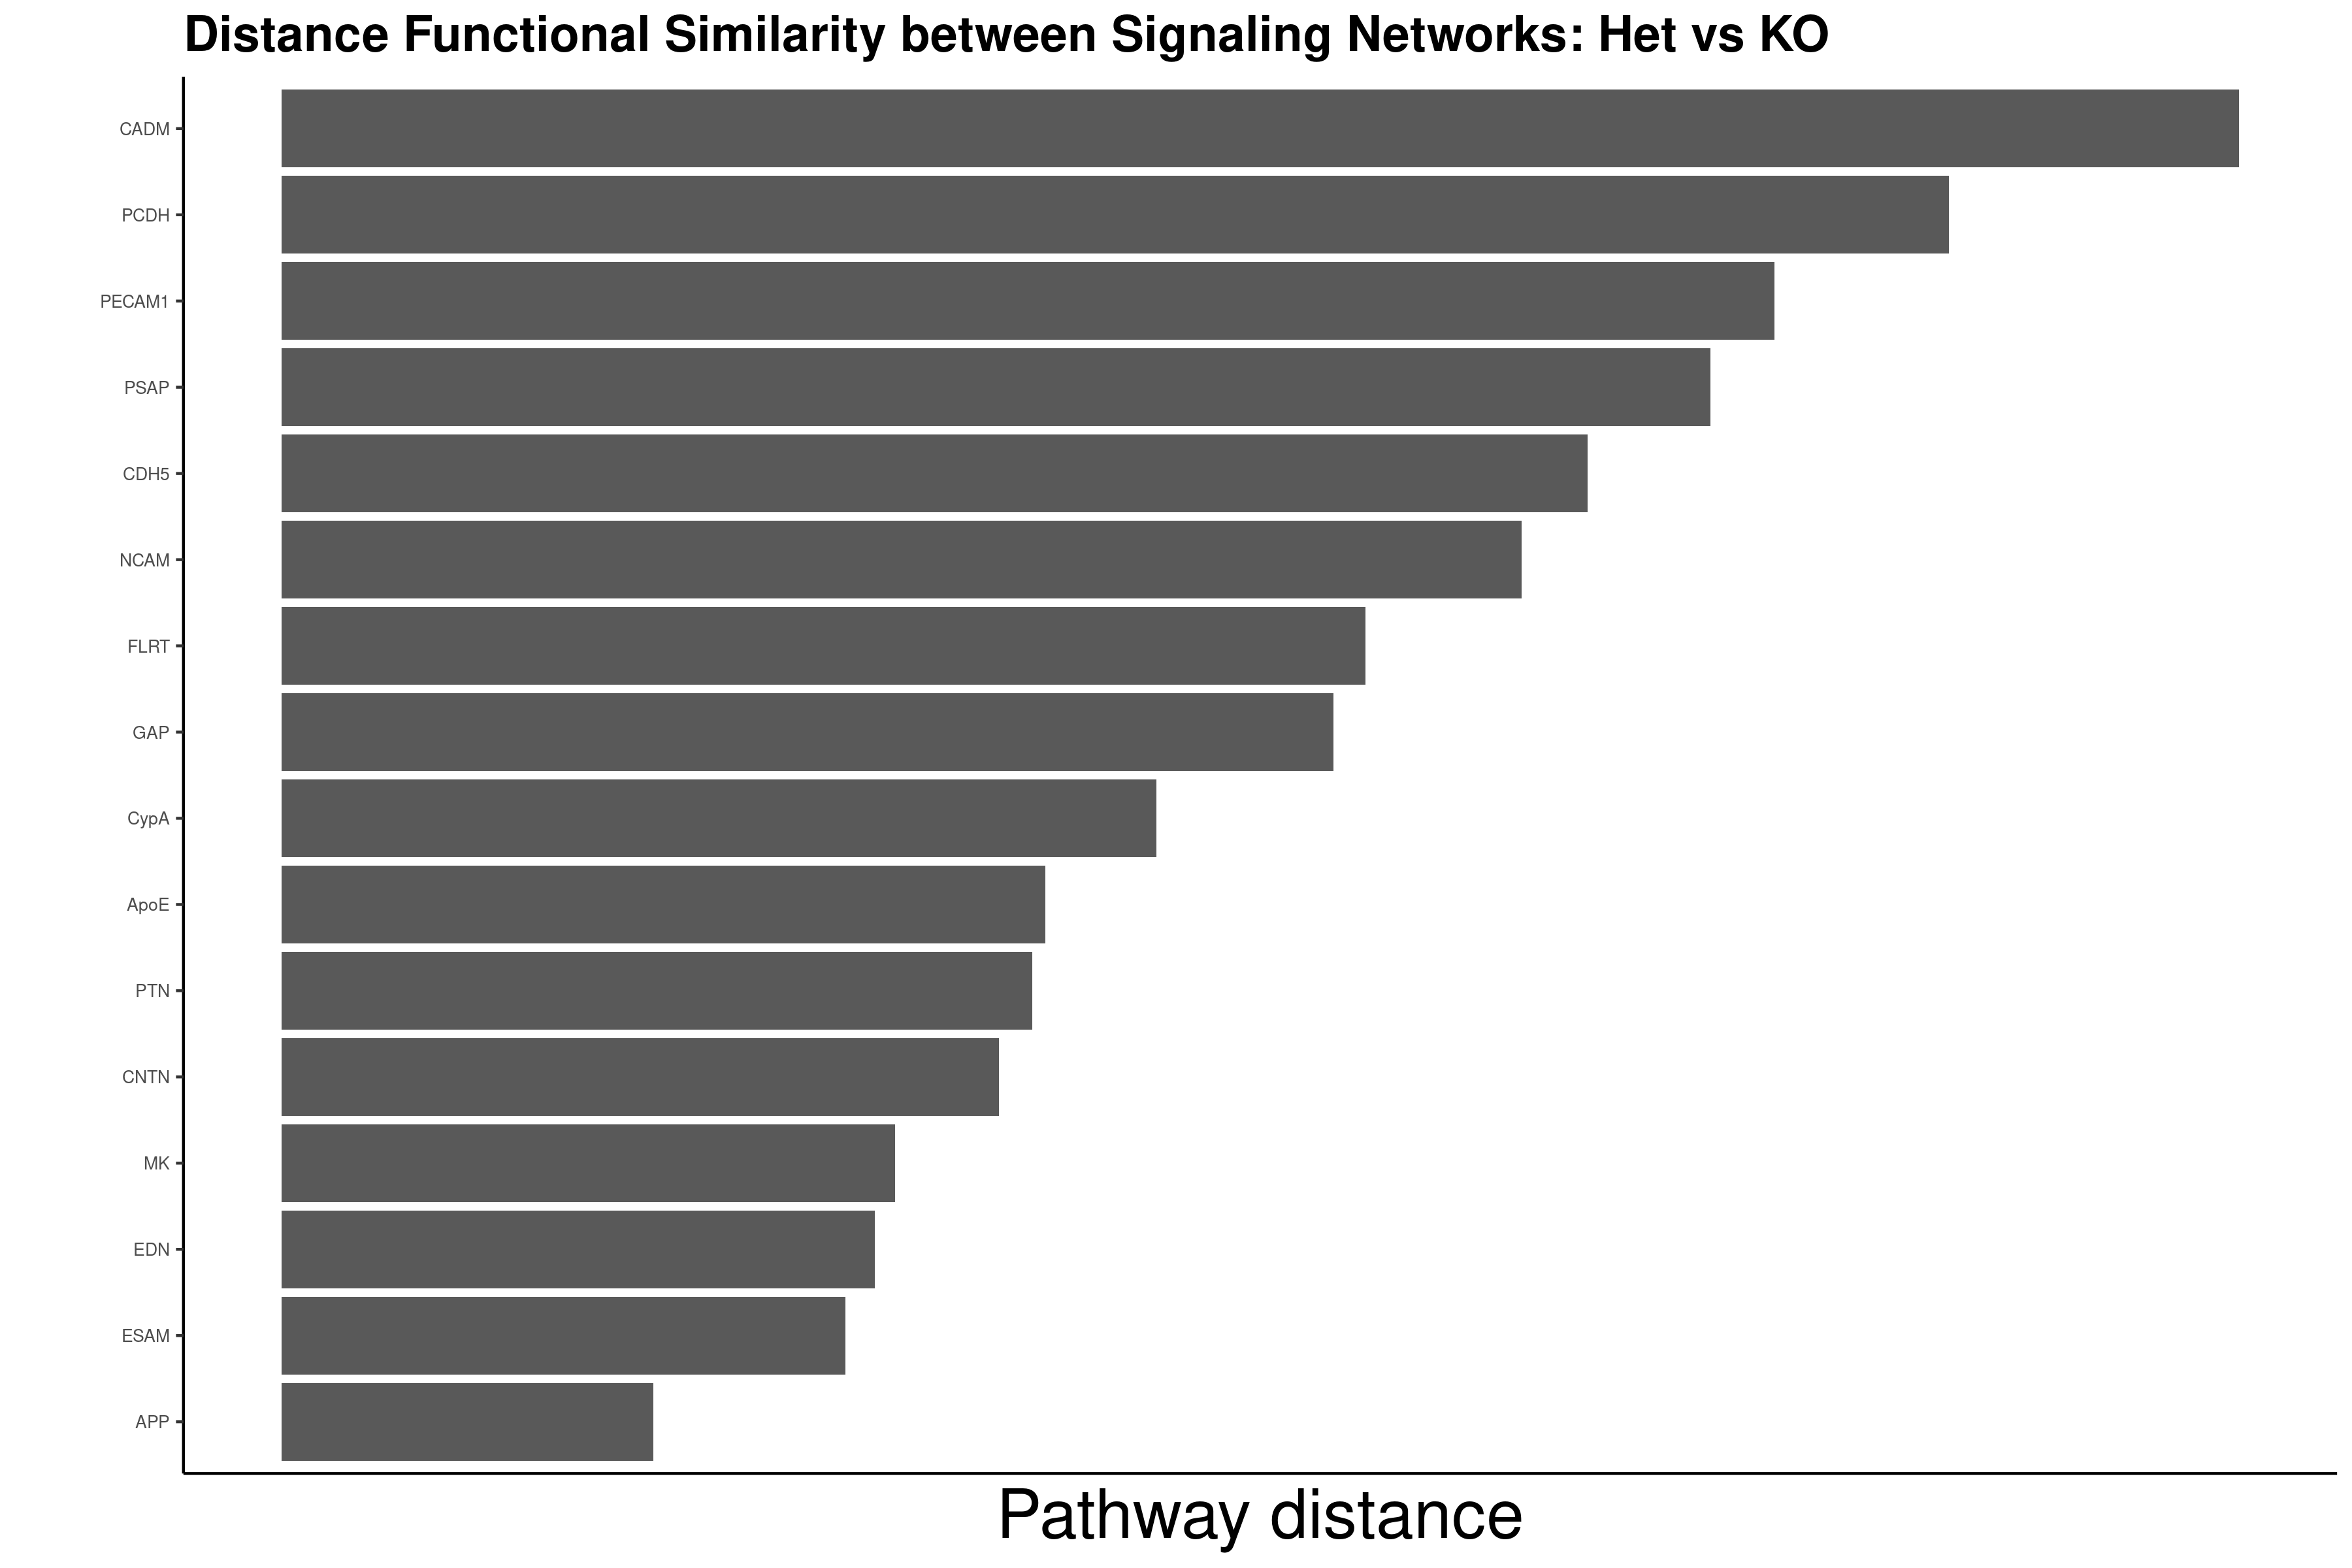 Distance Functional Similarity between Signaling Networks: Het vs KO
CADM
PCDH
PECAM1
PSAP
CDH5
NCAM
FLRT
GAP
CypA
ApoE
PTN
CNTN
MK
EDN
ESAM
APP
Pathway distance